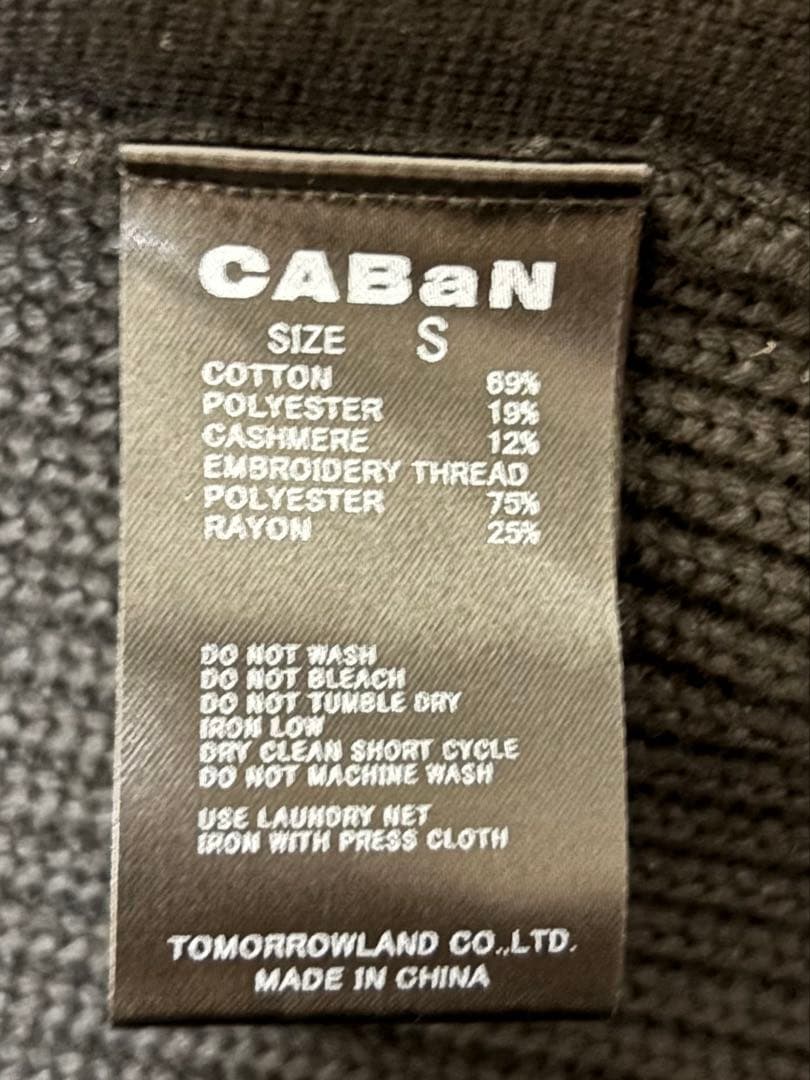 CABaN
SIZE S
COTTON 69%
POLYESTER 19%
CASHMERE 12%
EMBROIDERY THREAD
POLYESTER 75%
RAYON 25%
DO NOT WASH
DO NOT BLEACH
DO NOT TUMBLE DRY
IRON LOW
DRY CLEAN SHORT CYCLE
DO NOT MACHINE WASH
USE LAUNDRY NET
IRON WITH PRESS CLOTH
TOMORROWLAND CO.,LTD.
MADE IN CHINA